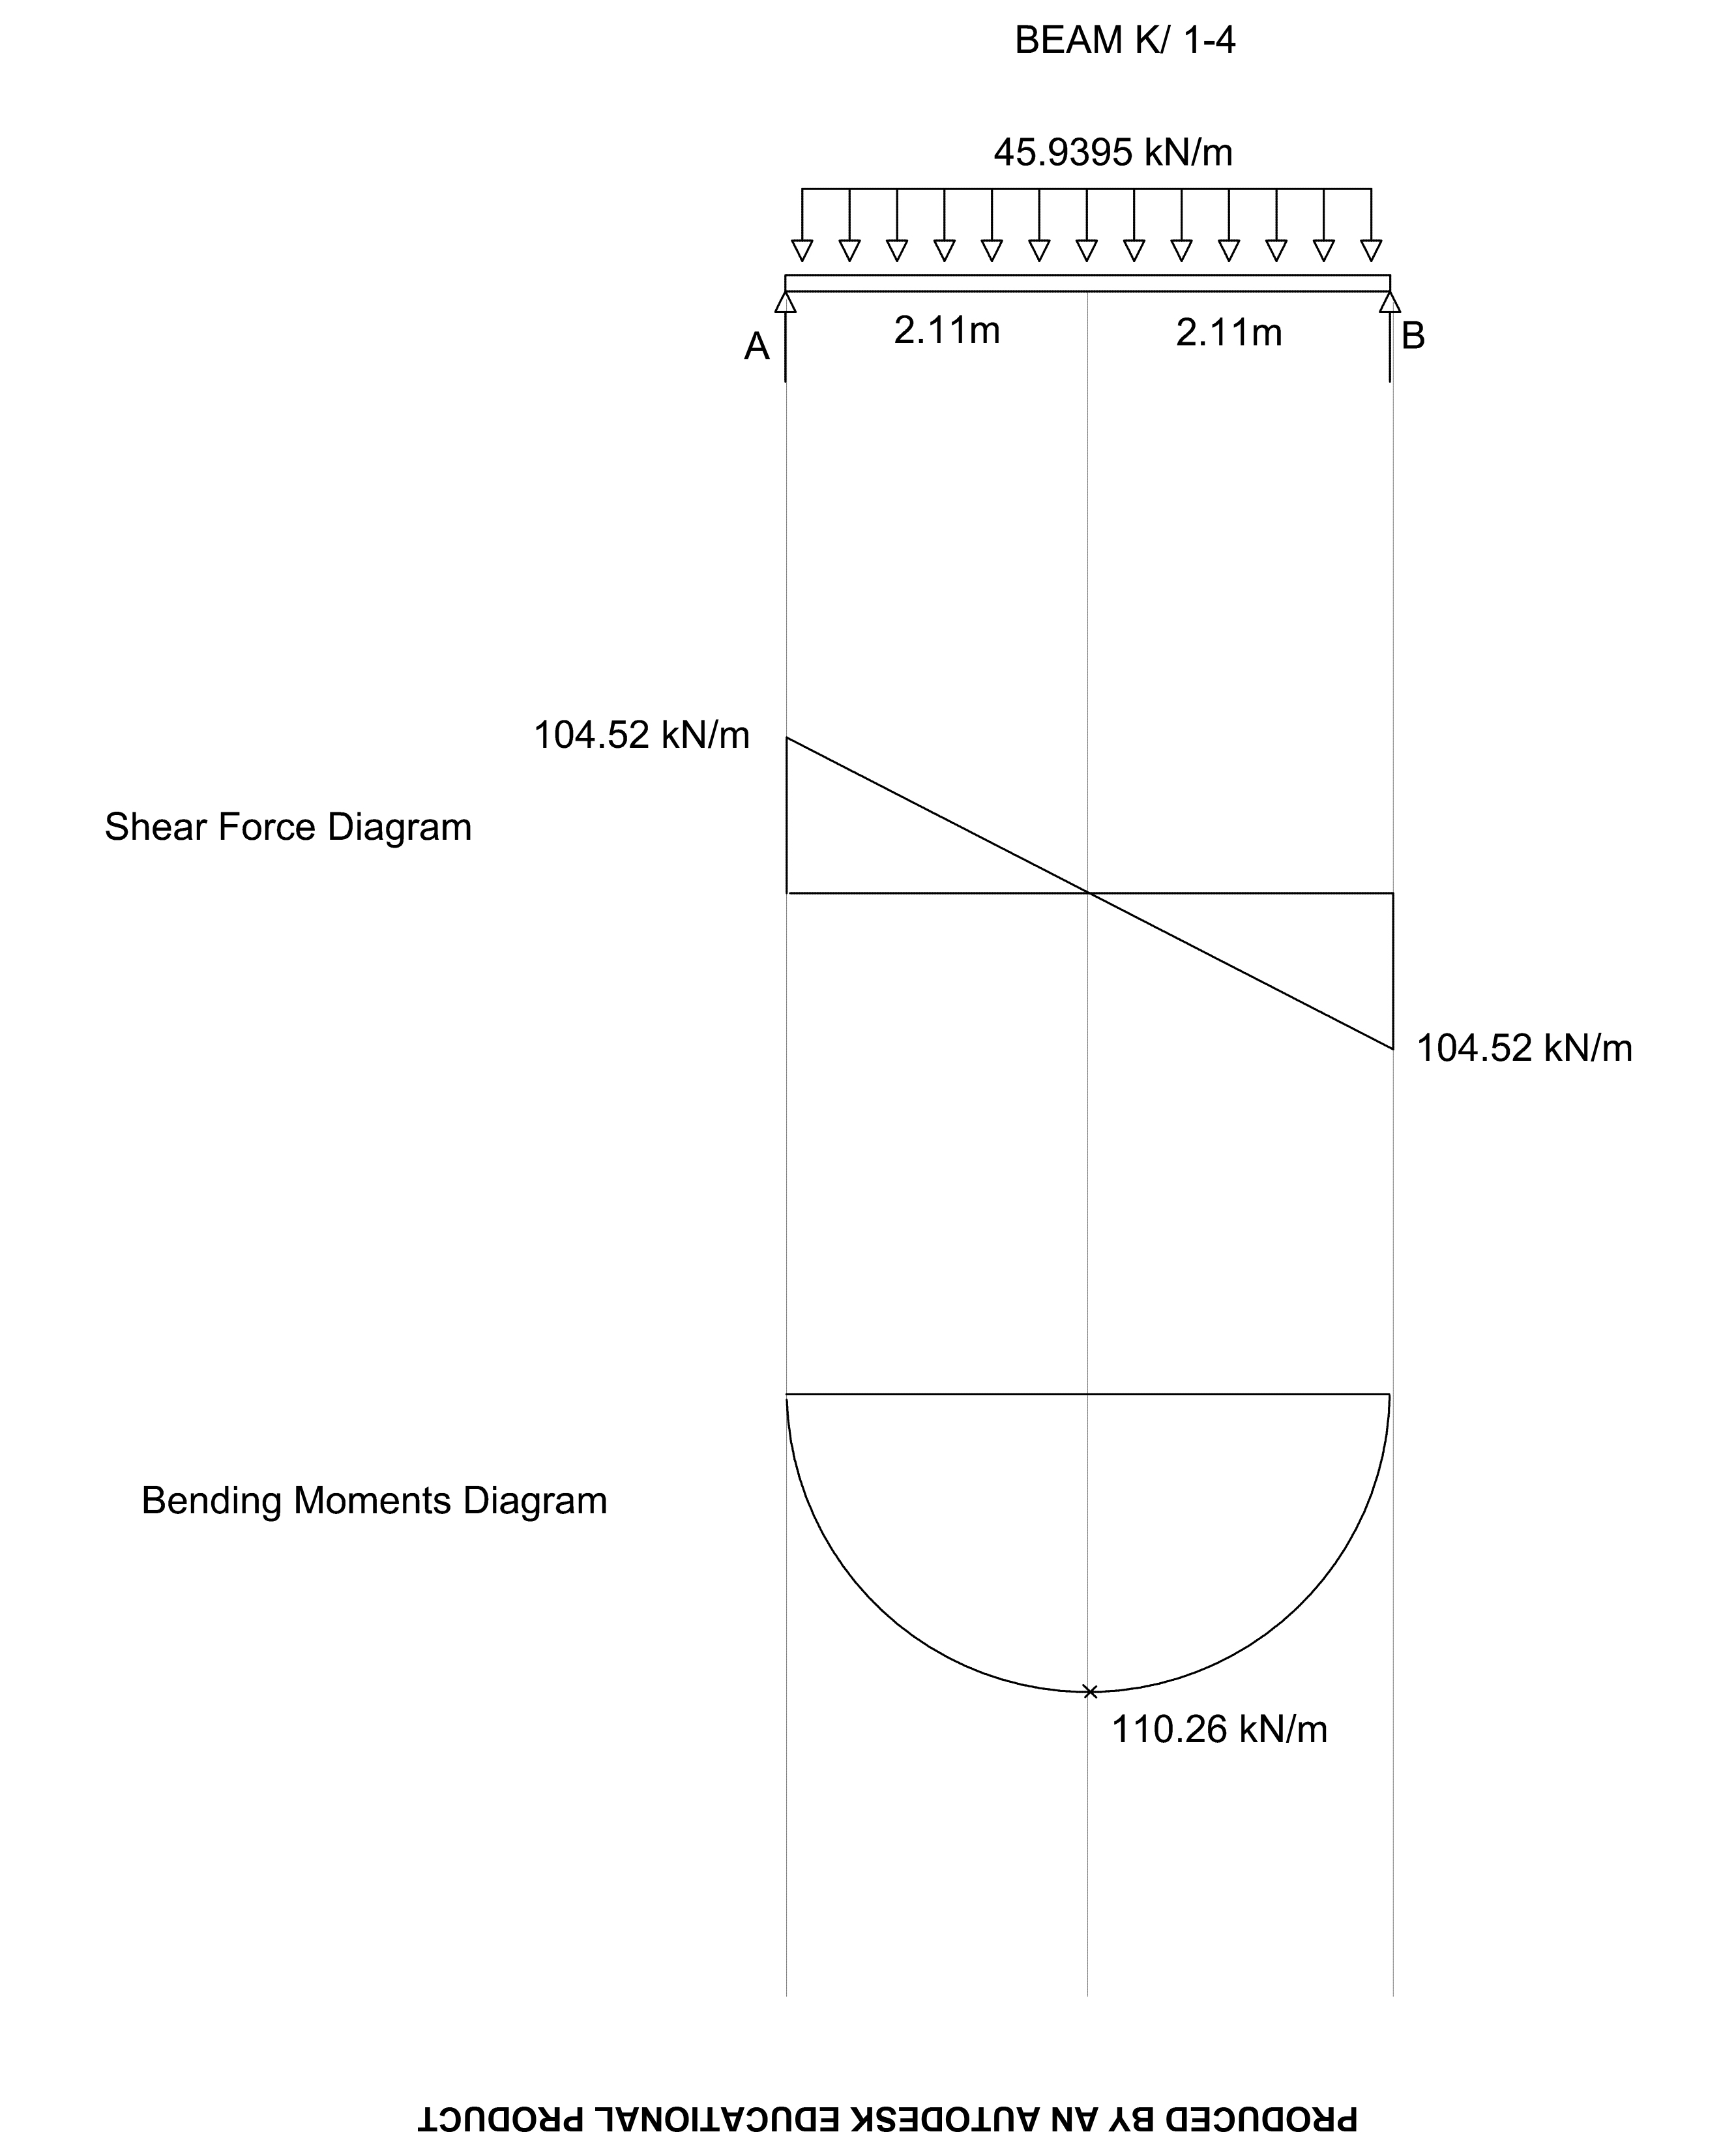 BEAM K/ 1-4
45.9395 kN/m
2.11m
2.11m
A
B
104.52 kN/m
Shear Force Diagram
104.52 kN/m
Bending Moments Diagram
110.26 kN/m
PRODUCED BY AN AUTODESK EDUCATIONAL PRODUCT